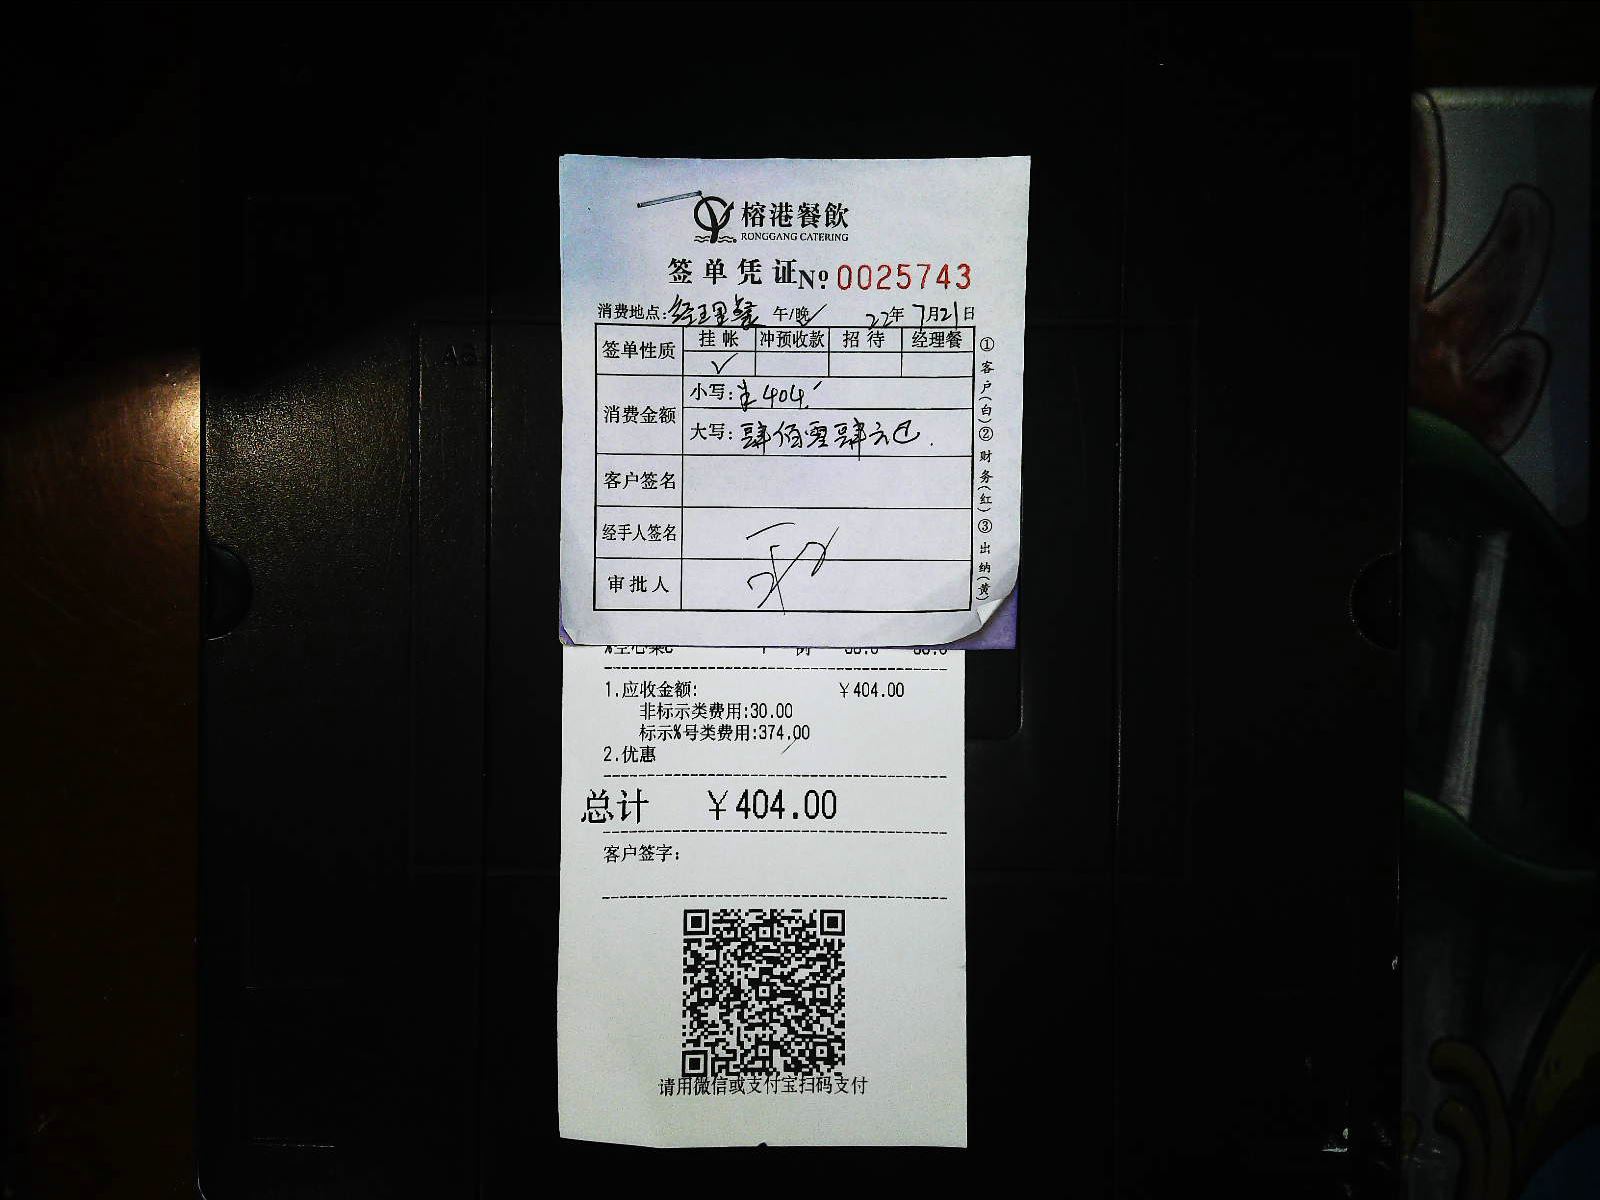 榕港餐飲
RONGGANG CATERING
签单凭证 Nº 0025743
消费地点: 经理餐 午/晚 22年 7月21日
签单性质 挂帐 冲预收款 招待 经理餐
✓
消费金额 小写: ¥404.
大写: 肆佰零肆元
客户签名
经手人签名
审批人
①客户(白)②财务(红)③出纳(黄)
1.应收金额: ¥404.00
非标示类费用:30.00
标示%号类费用:374.00
2.优惠
总计 ¥404.00
客户签字:
请用微信或支付宝扫码支付